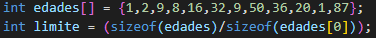 int edades[] = {1,2,9,8,16,32,9,50,36,20,1,87};
int limite = (sizeof(edades)/sizeof(edades[0]));